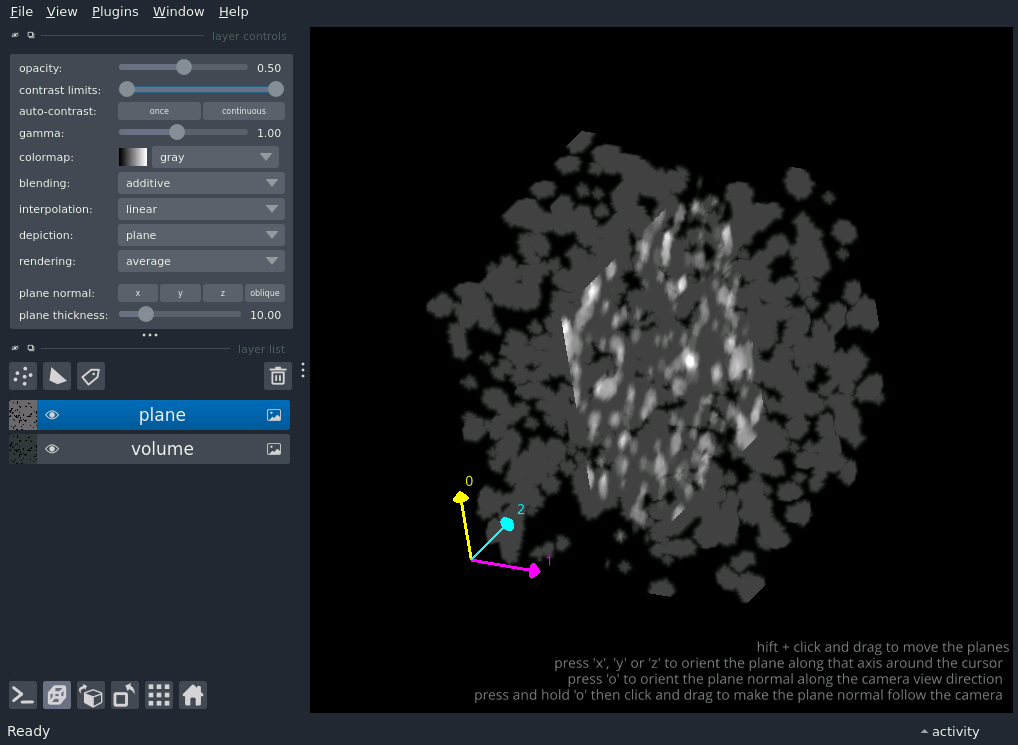 File View Plugins Window Help
layer controls
opacity: 0.50
contrast limits:
auto-contrast: once continuous
gamma: 1.00
colormap: gray
blending: additive
interpolation: linear
depiction: plane
rendering: average
plane normal: x y z oblique
plane thickness: 10.00
layer list
plane
volume
0
2
1
hift + click and drag to move the planes
press 'x', 'y' or 'z' to orient the plane along that axis around the cursor
press 'o' to orient the plane normal along the camera view direction
press and hold 'o' then click and drag to make the plane normal follow the camera
Ready activity